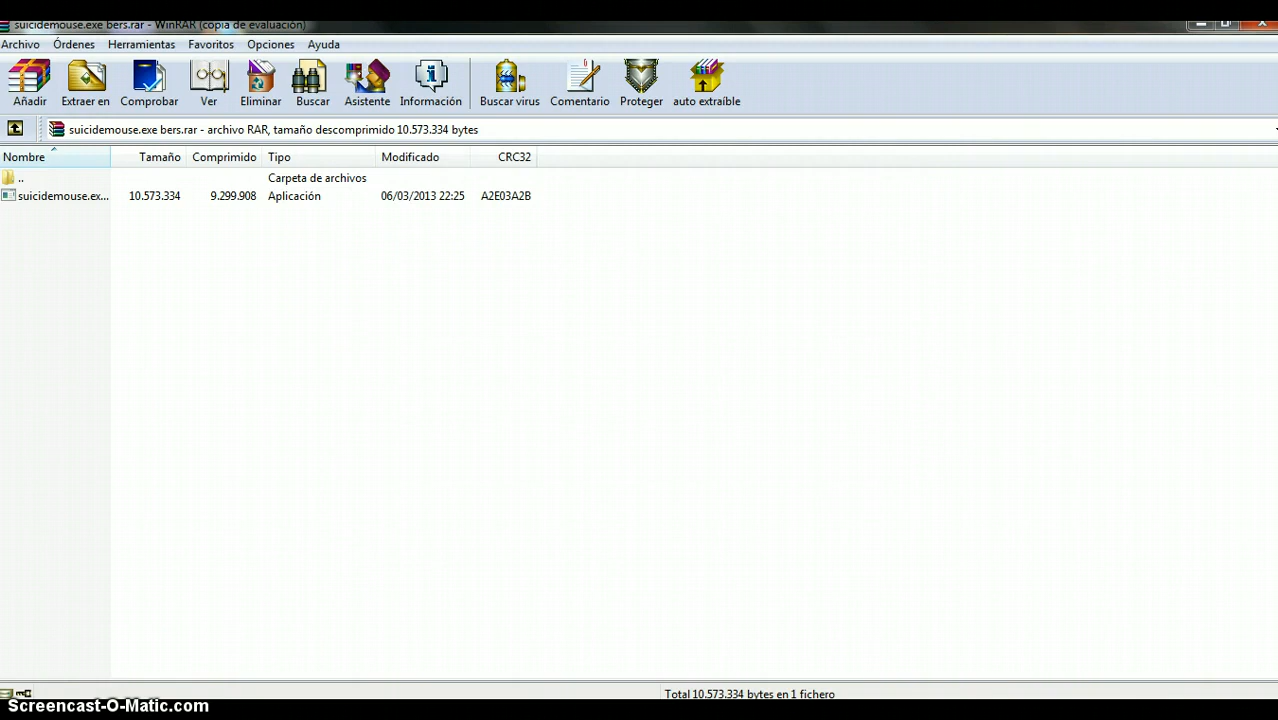 suicidemouse.exe bers.rar - WinRAR (copia de evaluación)
Archivo Órdenes Herramientas Favoritos Opciones Ayuda
Añadir Extraer en Comprobar Ver Eliminar Buscar Asistente Información Buscar virus Comentario Proteger auto extraíble
suicidemouse.exe bers.rar - archivo RAR, tamaño descomprimido 10.573.334 bytes
Nombre Tamaño Comprimido Tipo Modificado CRC32
.. Carpeta de archivos
suicidemouse.ex... 10.573.334 9.299.908 Aplicación 06/03/2013 22:25 A2E03A2B
Total 10.573.334 bytes en 1 fichero
Screencast-O-Matic.com